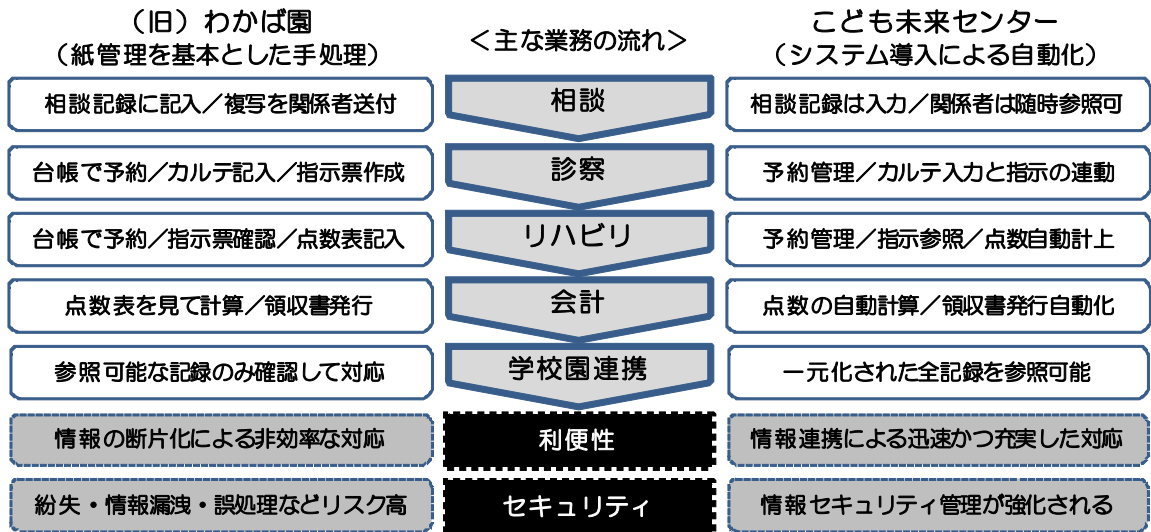 （旧）わかば園
（紙管理を基本とした手処理）
＜主な業務の流れ＞
こども未来センター
（システム導入による自動化）
相談記録に記入／複写を関係者送付
相談
相談記録は入力／関係者は随時参照可
台帳で予約／カルテ記入／指示票作成
診察
予約管理／カルテ入力と指示の連動
台帳で予約／指示票確認／点数表記入
リハビリ
予約管理／指示参照／点数自動計上
点数表を見て計算／領収書発行
会計
点数の自動計算／領収書発行自動化
参照可能な記録のみ確認して対応
学校園連携
一元化された全記録を参照可能
情報の断片化による非効率な対応
利便性
情報連携による迅速かつ充実した対応
紛失・情報漏洩・誤処理などリスク高
セキュリティ
情報セキュリティ管理が強化される